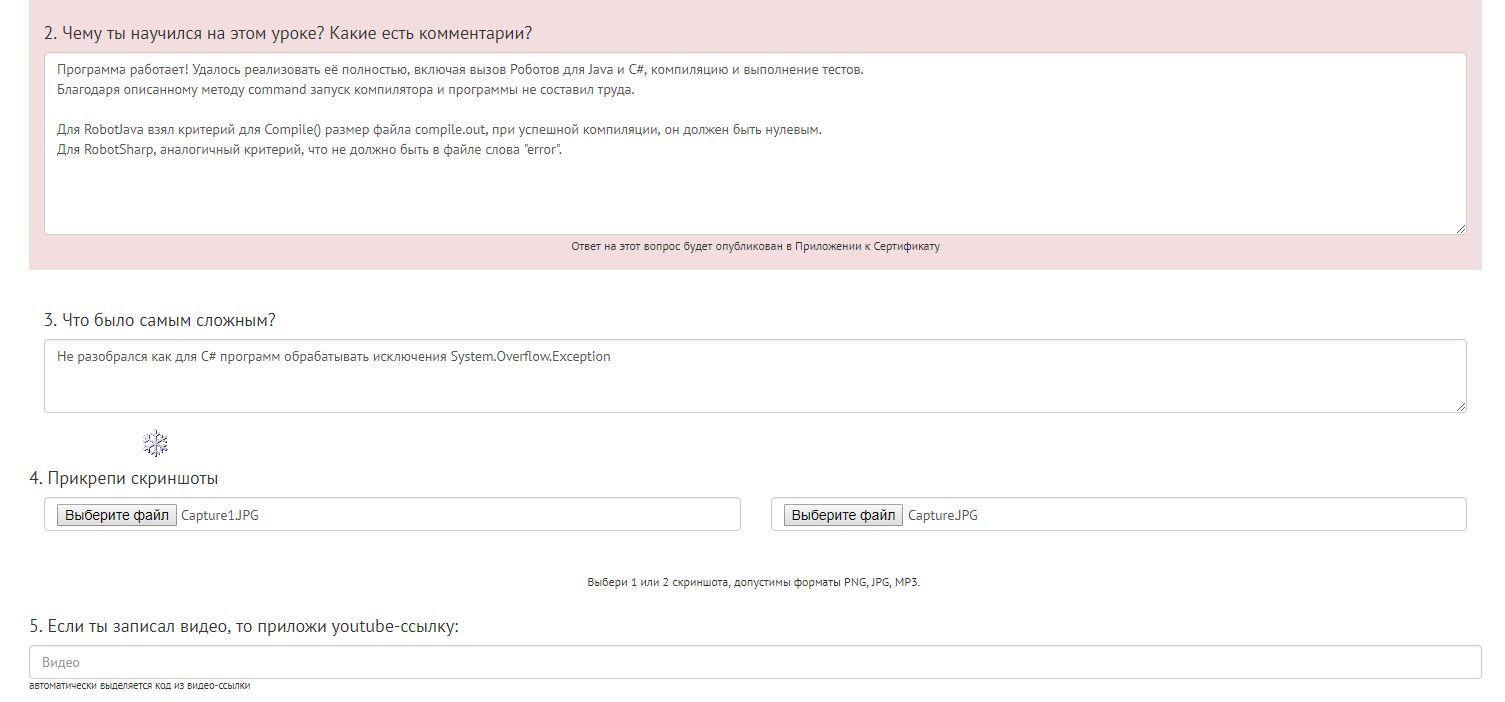 2. Чему ты научился на этом уроке? Какие есть комментарии?
Программа работает! Удалось реализовать её полностью, включая вызов Роботов для Java и C#, компиляцию и выполнение тестов.
Благодаря описанному методу command запуск компилятора и программы не составил труда.
Для RobotJava взял критерий для Compile() размер файла compile.out, при успешной компиляции, он должен быть нулевым.
Для RobotSharp, аналогичный критерий, что не должно быть в файле слова "error".
Ответ на этот вопрос будет опубликован в Приложении к Сертификату
3. Что было самым сложным?
Не разобрался как для C# программ обрабатывать исключения System.Overflow.Exception
4. Прикрепи скриншоты
Выберите файл Capture1.JPG Выберите файл Capture.JPG
Выбери 1 или 2 скриншота, допустимы форматы PNG, JPG, MP3.
5. Если ты записал видео, то приложи youtube-ссылку:
Видео
автоматически выделяется код из видео-ссылки